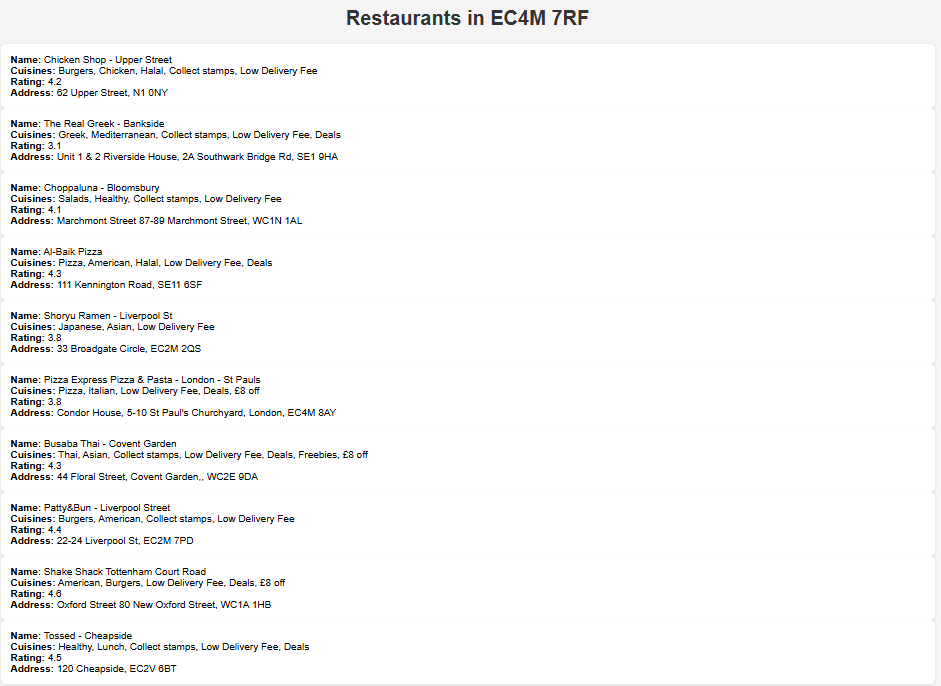 Restaurants in EC4M 7RF
Name: Chicken Shop - Upper Street
Cuisines: Burgers, Chicken, Halal, Collect stamps, Low Delivery Fee
Rating: 4.2
Address: 62 Upper Street, N1 0NY
Name: The Real Greek - Bankside
Cuisines: Greek, Mediterranean, Collect stamps, Low Delivery Fee, Deals
Rating: 3.1
Address: Unit 1 & 2 Riverside House, 2A Southwark Bridge Rd, SE1 9HA
Name: Choppaluna - Bloomsbury
Cuisines: Salads, Healthy, Collect stamps, Low Delivery Fee
Rating: 4.1
Address: Marchmont Street 87-89 Marchmont Street, WC1N 1AL
Name: Al-Baik Pizza
Cuisines: Pizza, American, Halal, Low Delivery Fee, Deals
Rating: 4.3
Address: 111 Kennington Road, SE11 6SF
Name: Shoryu Ramen - Liverpool St
Cuisines: Japanese, Asian, Low Delivery Fee
Rating: 3.8
Address: 33 Broadgate Circle, EC2M 2QS
Name: Pizza Express Pizza & Pasta - London - St Pauls
Cuisines: Pizza, Italian, Low Delivery Fee, Deals, £8 off
Rating: 3.8
Address: Condor House, 5-10 St Paul's Churchyard, London, EC4M 8AY
Name: Busaba Thai - Covent Garden
Cuisines: Thai, Asian, Collect stamps, Low Delivery Fee, Deals, Freebies, £8 off
Rating: 4.3
Address: 44 Floral Street, Covent Garden,, WC2E 9DA
Name: Patty&Bun - Liverpool Street
Cuisines: Burgers, American, Collect stamps, Low Delivery Fee
Rating: 4.4
Address: 22-24 Liverpool St, EC2M 7PD
Name: Shake Shack Tottenham Court Road
Cuisines: American, Burgers, Low Delivery Fee, Deals, £8 off
Rating: 4.6
Address: Oxford Street 80 New Oxford Street, WC1A 1HB
Name: Tossed - Cheapside
Cuisines: Healthy, Lunch, Collect stamps, Low Delivery Fee, Deals
Rating: 4.5
Address: 120 Cheapside, EC2V 6BT